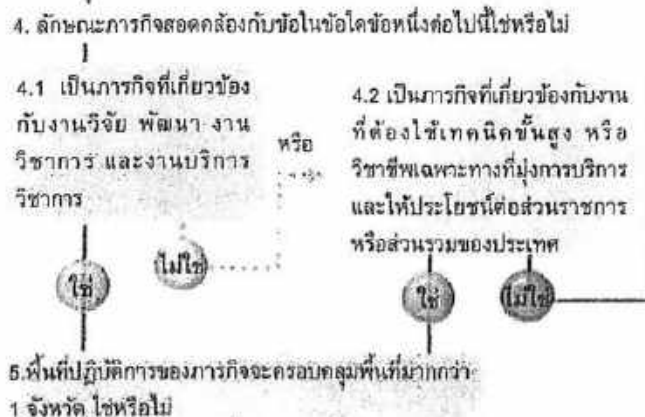 4. ลักษณะภารกิจสอดคล้องกับข้อในข้อใดข้อหนึ่งต่อไปนี้ใช่หรือไม่
4.1 เป็นภารกิจที่เกี่ยวข้อง
กับงานวิจัย พัฒนา งาน
วิชาการ และงานบริการ
วิชาการ
หรือ
4.2 เป็นภารกิจที่เกี่ยวข้องกับงาน
ที่ต้องใช้เทคนิคขั้นสูง หรือ
วิชาชีพเฉพาะทางที่มุ่งการบริการ
และให้ประโยชน์ต่อส่วนราชการ
หรือส่วนรวมของประเทศ
ใช่
ไม่ใช่
ใช่
ไม่ใช่
5.พื้นที่ปฏิบัติการของภารกิจจะครอบคลุมพื้นที่มากกว่า
1 จังหวัด ใช่หรือไม่